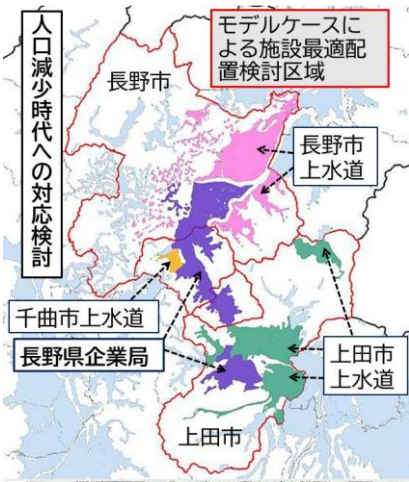 人口減少時代への対応検討
モデルケースに
よる施設最適配
置検討区域
長野市
長野市
上水道
千曲市上水道
長野県企業局
上田市
上水道
上田市